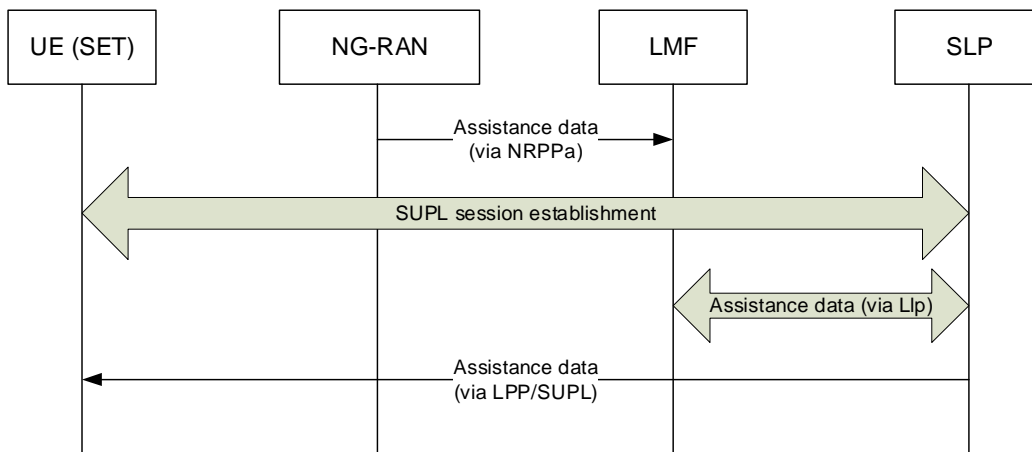 UE (SET)
NG-RAN
LMF
SLP
Assistance data
(via NRPPa)
SUPL session establishment
Assistance data (via Llp)
Assistance data
(via LPP/SUPL)